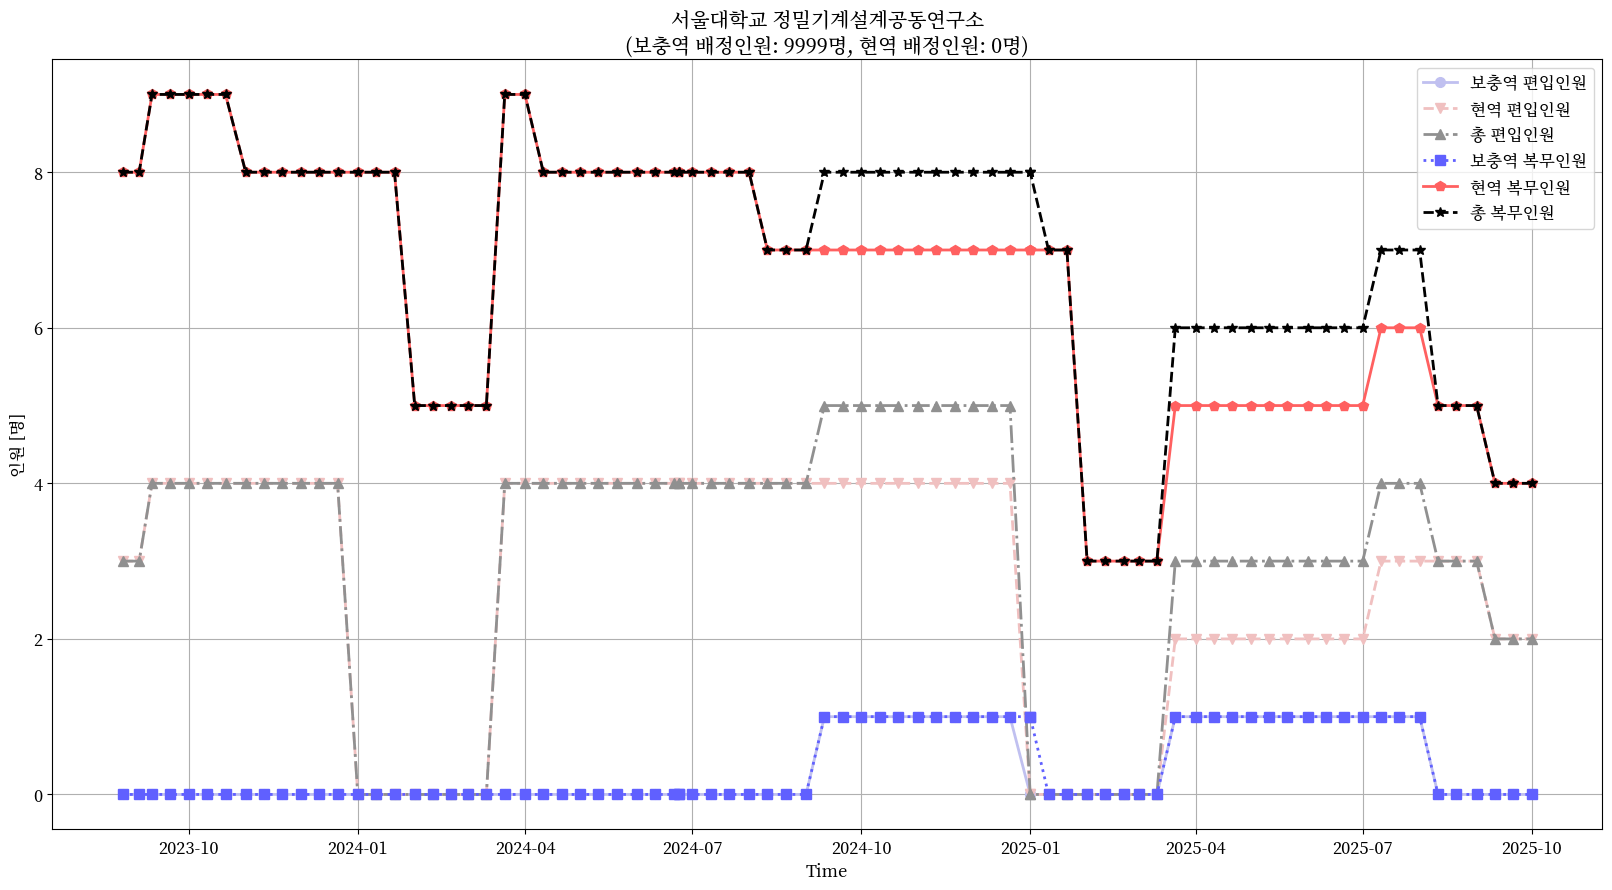 서울대학교 정밀기계설계공동연구소
(보충역 배정인원: 9999명, 현역 배정인원: 0명)
보충역 편입인원
현역 편입인원
총 편입인원
보충역 복무인원
현역 복무인원
총 복무인원
인원 [명]
8
6
4
2
0
2023-10
2024-01
2024-04
2024-07
2024-10
2025-01
2025-04
2025-07
2025-10
Time